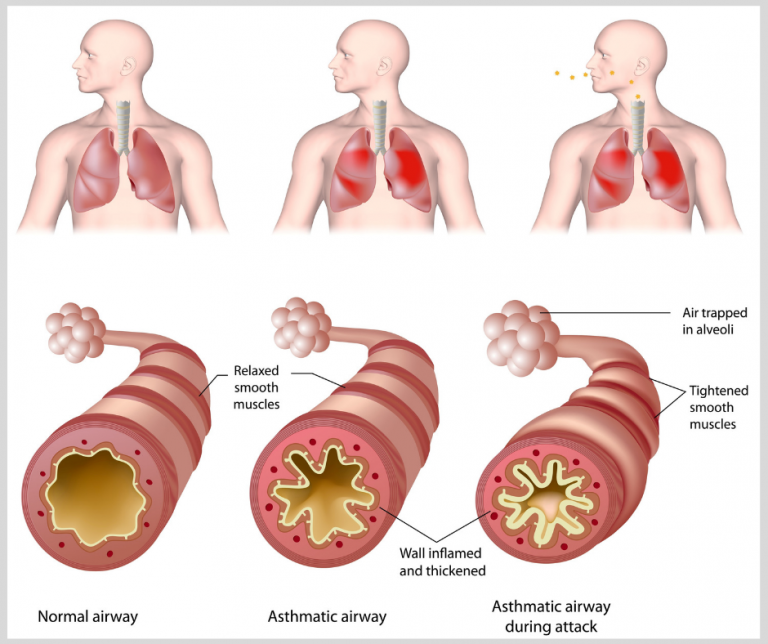 Air trapped
in alveoli
Relaxed
smooth
muscles
Tightened
smooth
muscles
Wall inflamed
and thickened
Normal airway
Asthmatic airway
Asthmatic airway
during attack